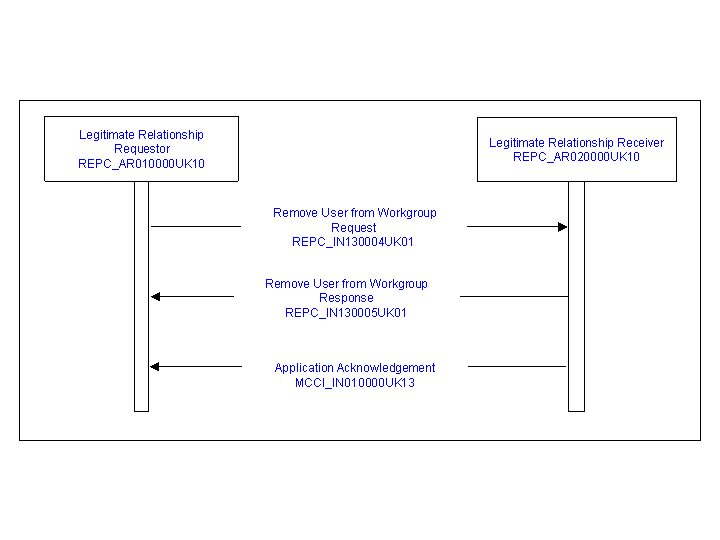 Legitimate Relationship
Requestor
REPC_AR010000UK10
Legitimate Relationship Receiver
REPC_AR020000UK10
Remove User from Workgroup
Request
REPC_IN130004UK01
Remove User from Workgroup
Response
REPC_IN130005UK01
Application Acknowledgement
MCCI_IN010000UK13